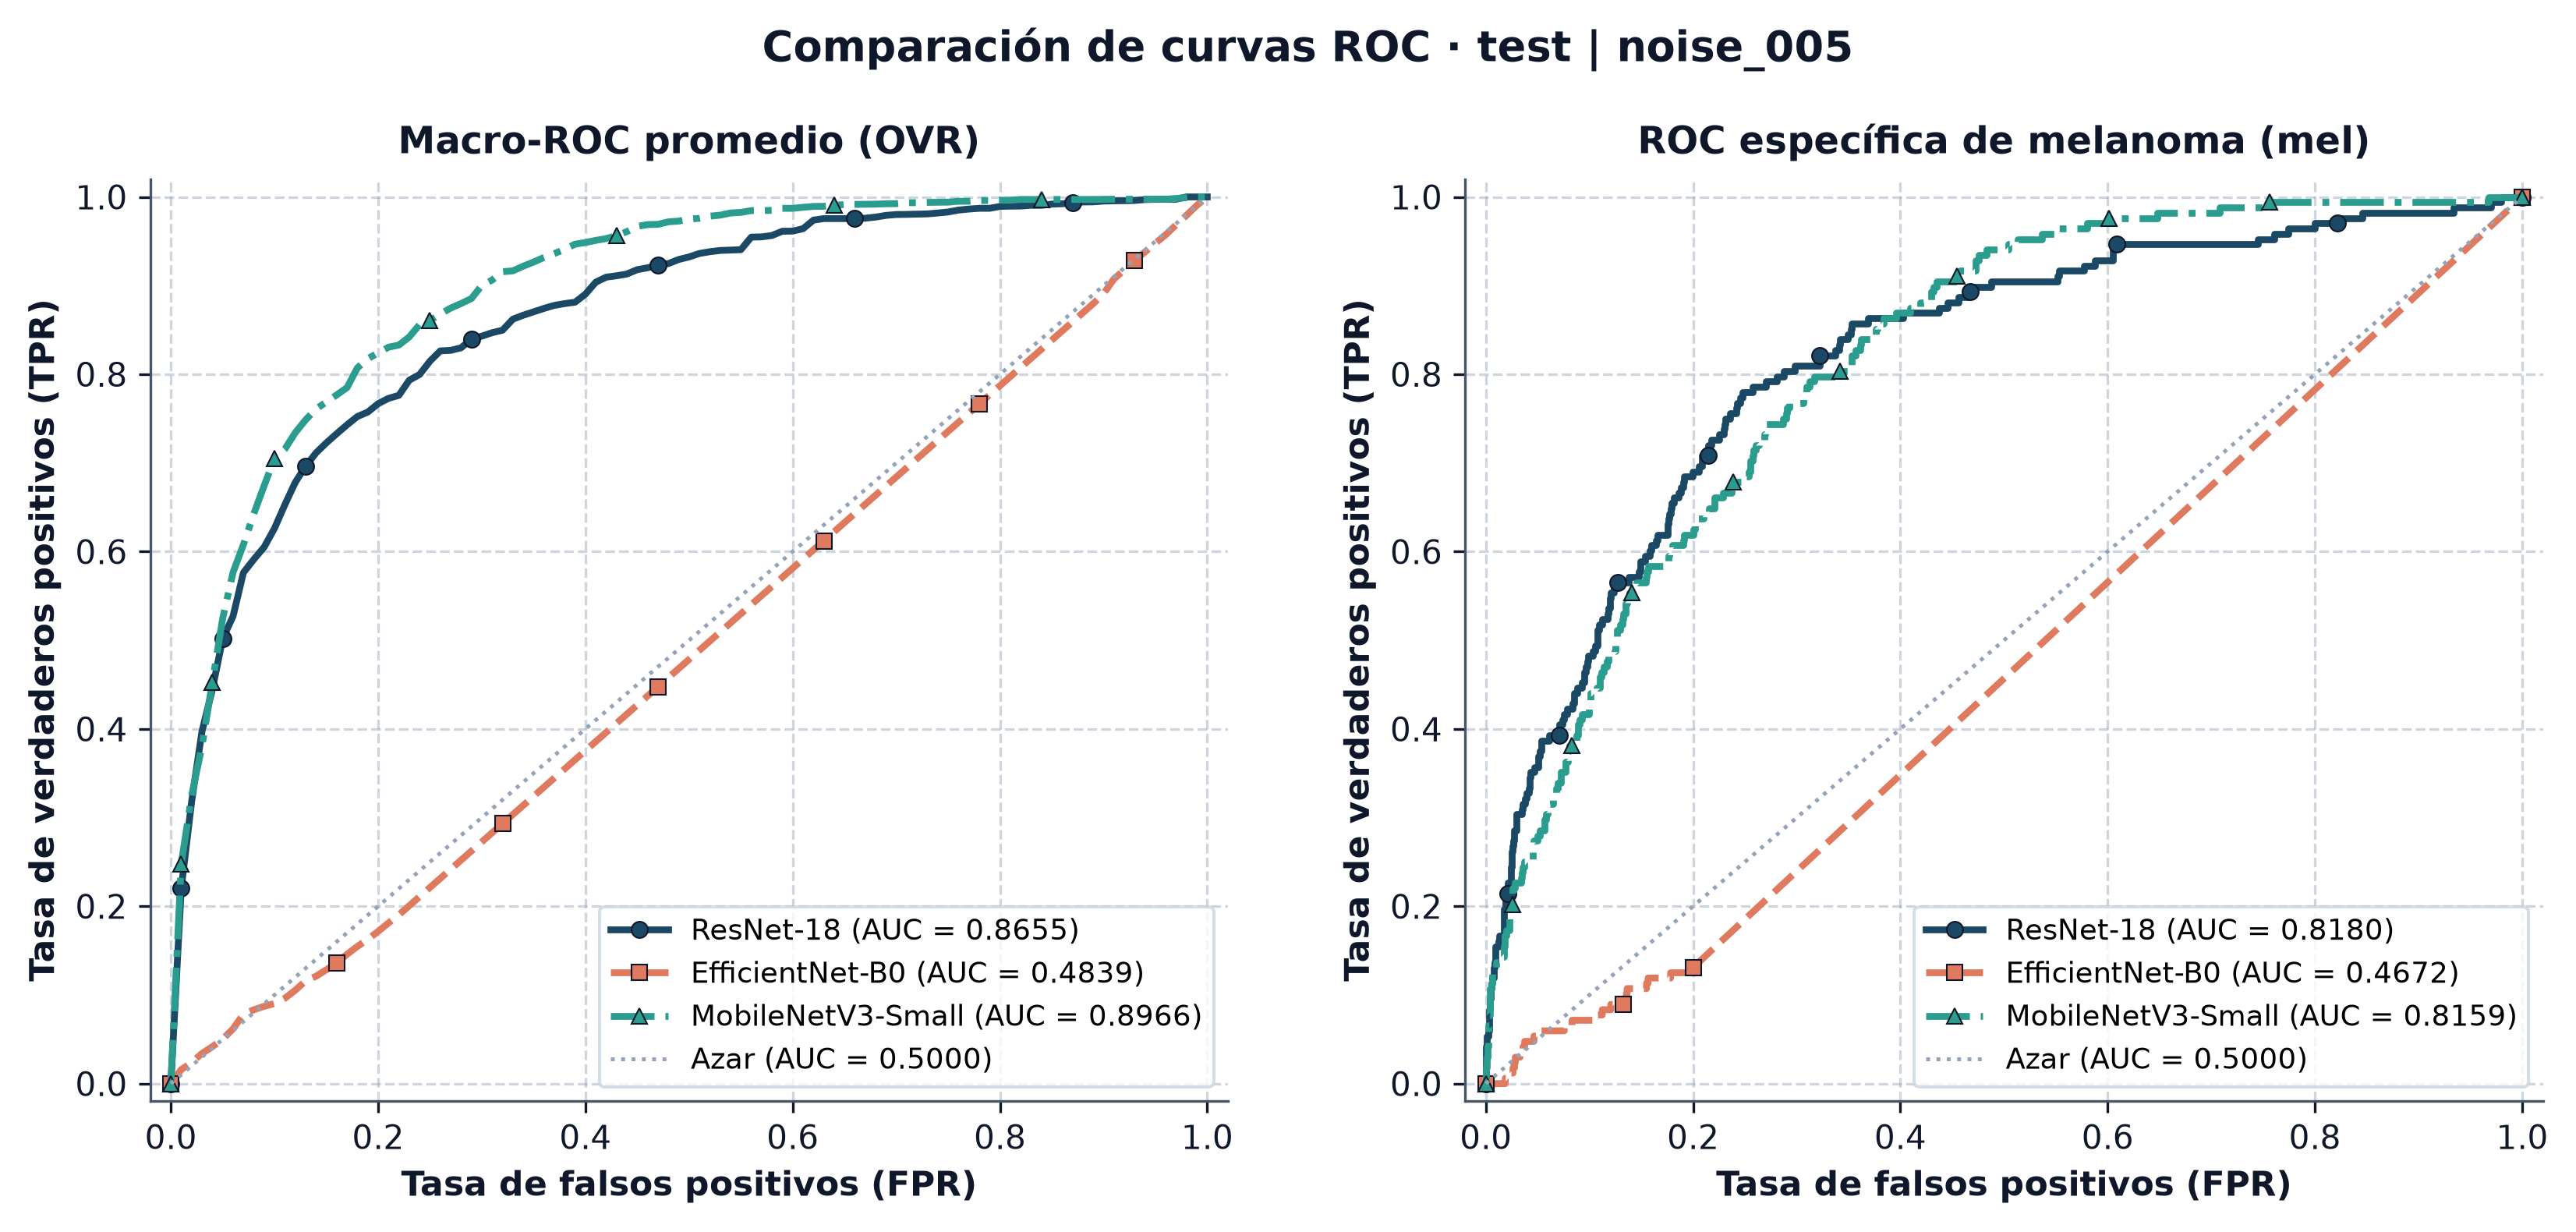 Comparación de curvas ROC · test | noise_005
Macro-ROC promedio (OVR)
Tasa de verdaderos positivos (TPR)
1.0
0.8
0.6
0.4
0.2
0.0
ResNet-18 (AUC = 0.8655)
EfficientNet-B0 (AUC = 0.4839)
MobileNetV3-Small (AUC = 0.8966)
Azar (AUC = 0.5000)
0.0 0.2 0.4 0.6 0.8 1.0
Tasa de falsos positivos (FPR)
ROC específica de melanoma (mel)
Tasa de verdaderos positivos (TPR)
1.0
0.8
0.6
0.4
0.2
0.0
ResNet-18 (AUC = 0.8180)
EfficientNet-B0 (AUC = 0.4672)
MobileNetV3-Small (AUC = 0.8159)
Azar (AUC = 0.5000)
0.0 0.2 0.4 0.6 0.8 1.0
Tasa de falsos positivos (FPR)